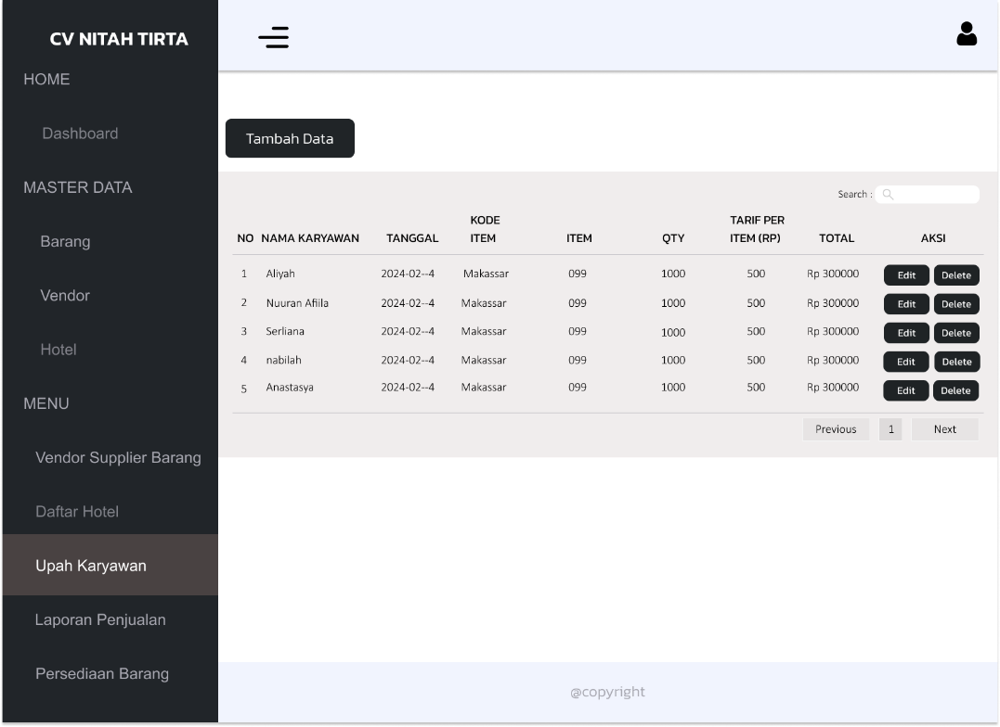 CV NITAH TIRTA
HOME
Dashboard
MASTER DATA
Barang
Vendor
Hotel
MENU
Vendor Supplier Barang
Daftar Hotel
Upah Karyawan
Laporan Penjualan
Persediaan Barang
Tambah Data
Search :
NO NAMA KARYAWAN TANGGAL KODE ITEM ITEM QTY TARIF PER ITEM (RP) TOTAL AKSI
1 Aliyah 2024-02--4 Makassar 099 1000 500 Rp 300000 Edit Delete
2 Nuuran Afiila 2024-02--4 Makassar 099 1000 500 Rp 300000 Edit Delete
3 Serliana 2024-02--4 Makassar 099 1000 500 Rp 300000 Edit Delete
4 nabilah 2024-02--4 Makassar 099 1000 500 Rp 300000 Edit Delete
5 Anastasya 2024-02--4 Makassar 099 1000 500 Rp 300000 Edit Delete
Previous 1 Next
@copyright